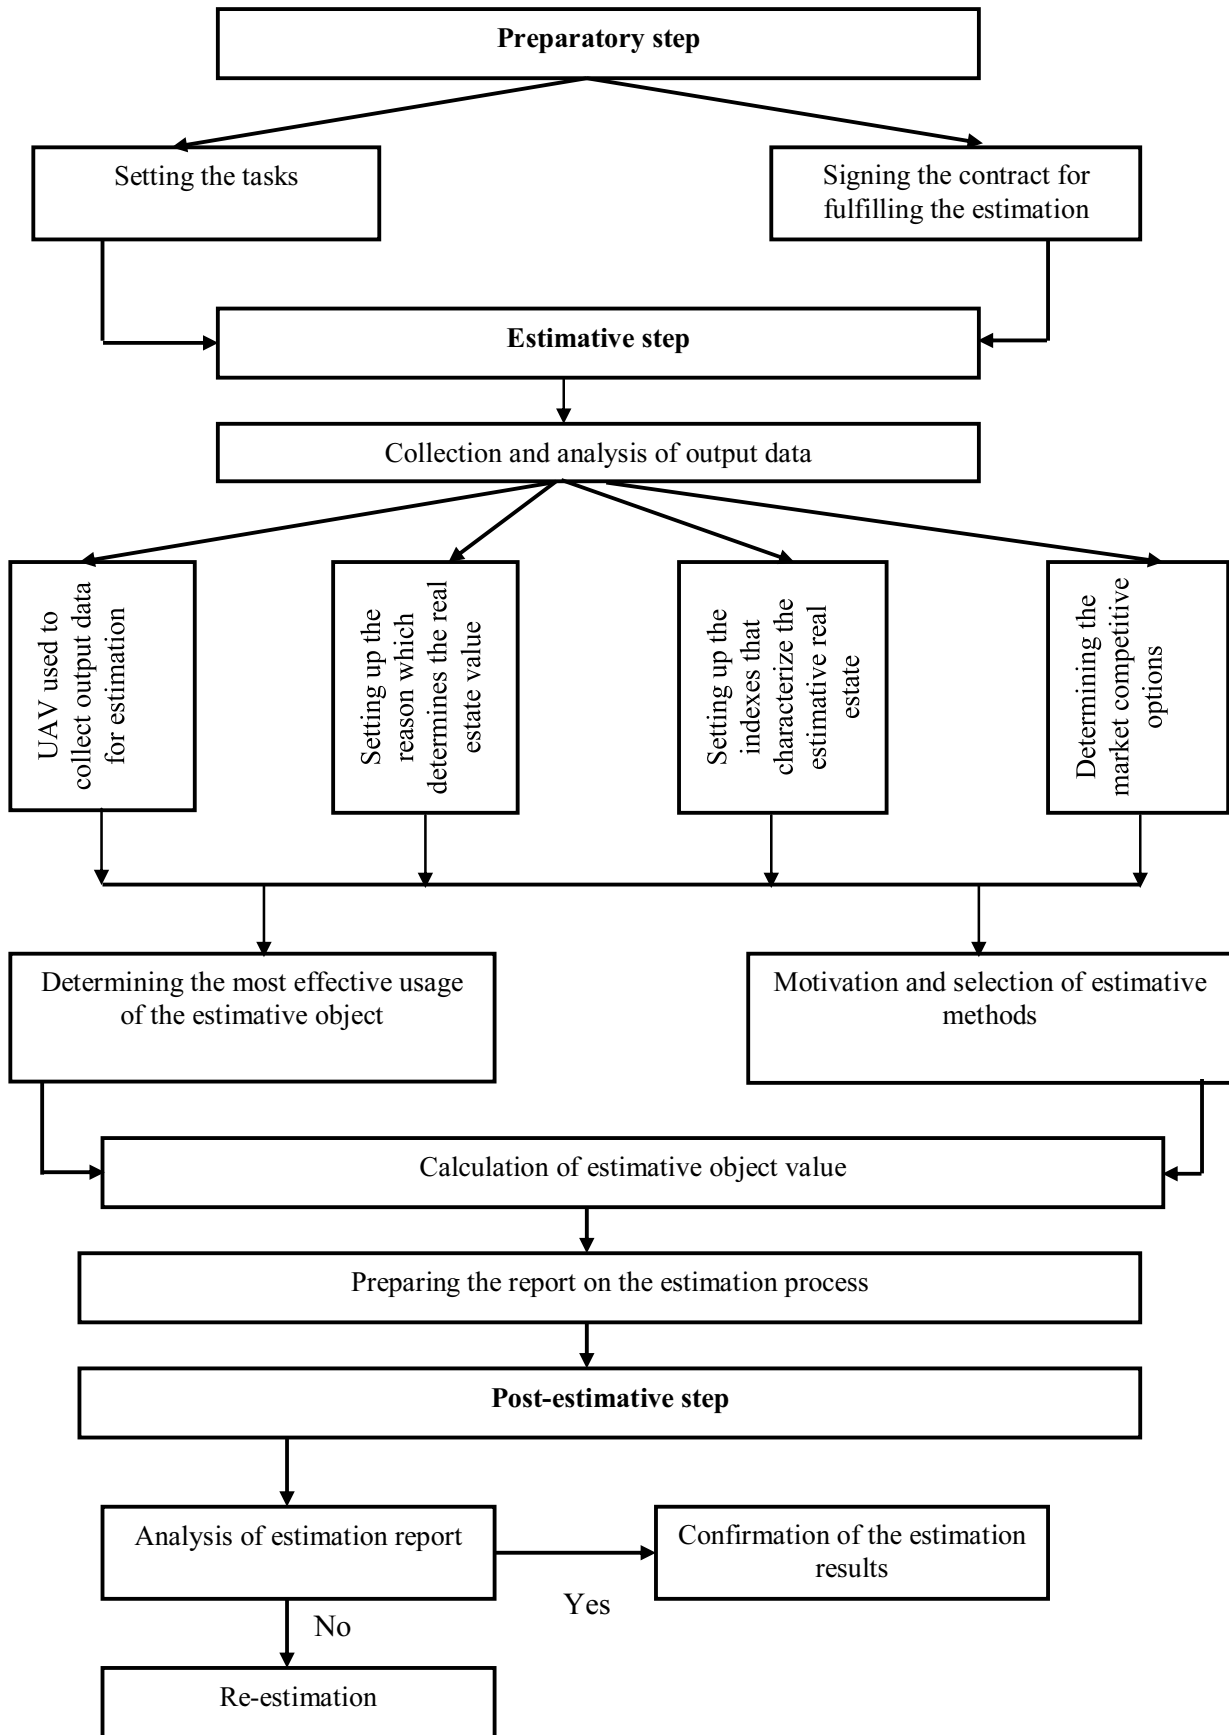 Preparatory step
Setting the tasks
Signing the contract for
fulfilling the estimation
Estimative step
Collection and analysis of output data
UAV used to
collect output data
for estimation
Setting up the
reason which
determines the real
estate value
Setting up the
indexes that
characterize the
estimative real
estate
Determining the
market competitive
options
Determining the most effective usage
of the estimative object
Motivation and selection of estimative
methods
Calculation of estimative object value
Preparing the report on the estimation process
Post-estimative step
Analysis of estimation report
Confirmation of the estimation
results
Yes
No
Re-estimation